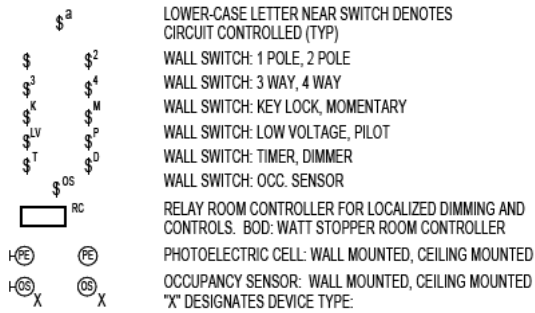 $a LOWER-CASE LETTER NEAR SWITCH DENOTES
CIRCUIT CONTROLLED (TYP)
$ $2 WALL SWITCH: 1 POLE, 2 POLE
$3 $4 WALL SWITCH: 3 WAY, 4 WAY
$K $M WALL SWITCH: KEY LOCK, MOMENTARY
$LV $P WALL SWITCH: LOW VOLTAGE, PILOT
$T $D WALL SWITCH: TIMER, DIMMER
$OS WALL SWITCH: OCC. SENSOR
RC RELAY ROOM CONTROLLER FOR LOCALIZED DIMMING AND
CONTROLS. BOD: WATT STOPPER ROOM CONTROLLER
PE PE PHOTOELECTRIC CELL: WALL MOUNTED, CEILING MOUNTED
OS X OS X OCCUPANCY SENSOR: WALL MOUNTED, CEILING MOUNTED
"X" DESIGNATES DEVICE TYPE: